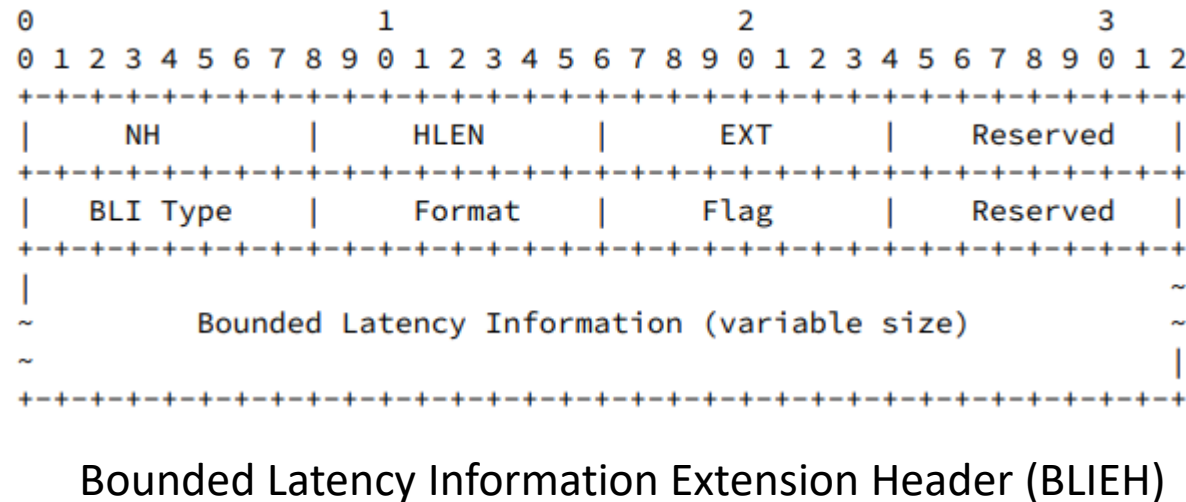 0                   1                   2                   3
0 1 2 3 4 5 6 7 8 9 0 1 2 3 4 5 6 7 8 9 0 1 2 3 4 5 6 7 8 9 0 1 2
+-+-+-+-+-+-+-+-+-+-+-+-+-+-+-+-+-+-+-+-+-+-+-+-+-+-+-+-+-+-+-+-+
|     NH        |     HLEN      |      EXT      |    Reserved   |
+-+-+-+-+-+-+-+-+-+-+-+-+-+-+-+-+-+-+-+-+-+-+-+-+-+-+-+-+-+-+-+-+
|   BLI Type    |     Format    |     Flag      |    Reserved   |
+-+-+-+-+-+-+-+-+-+-+-+-+-+-+-+-+-+-+-+-+-+-+-+-+-+-+-+-+-+-+-+-+
|                                                               ~
~         Bounded Latency Information (variable size)           ~
~                                                               |
+-+-+-+-+-+-+-+-+-+-+-+-+-+-+-+-+-+-+-+-+-+-+-+-+-+-+-+-+-+-+-+-+
Bounded Latency Information Extension Header (BLIEH)